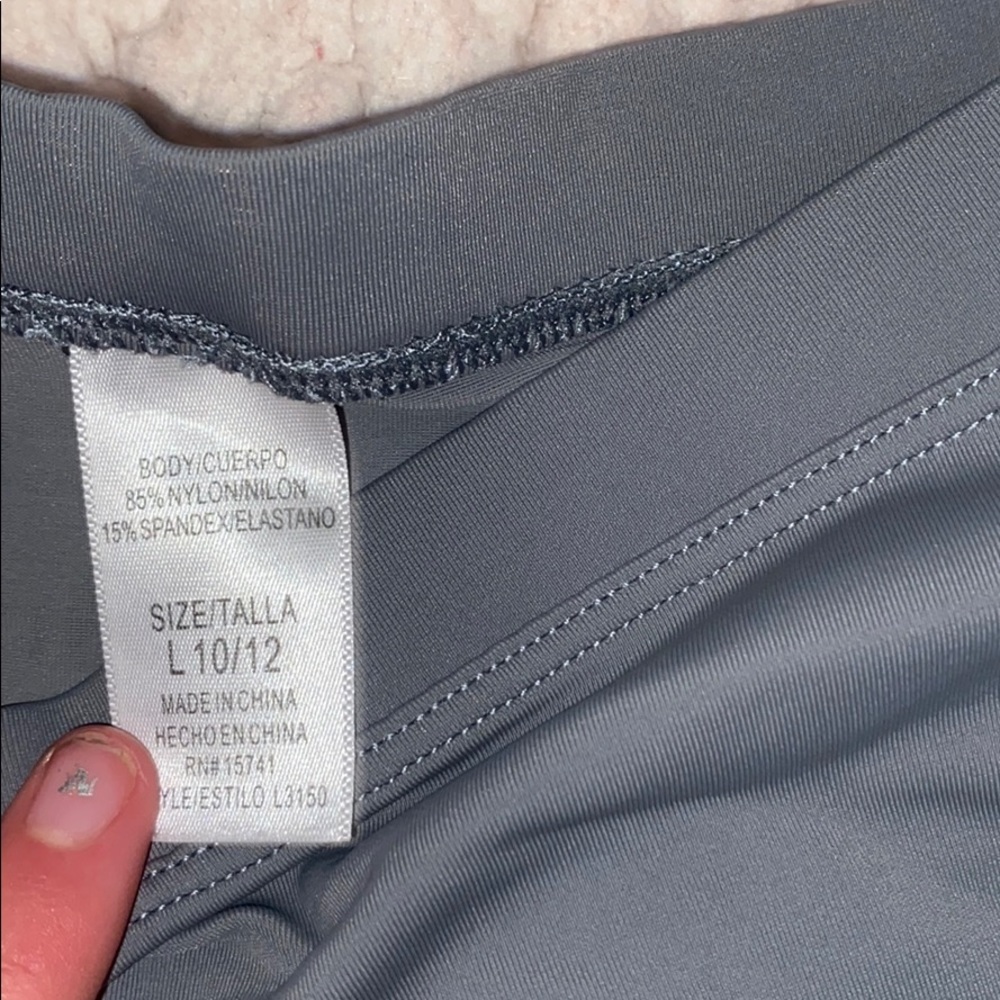 BODY/CUERPO
85% NYLON/NILON
15% SPANDEX/ELASTANO
SIZE/TALLA
L 10/12
MADE IN CHINA
HECHO EN CHINA
RN# 15741
YLE/ESTILO L3150